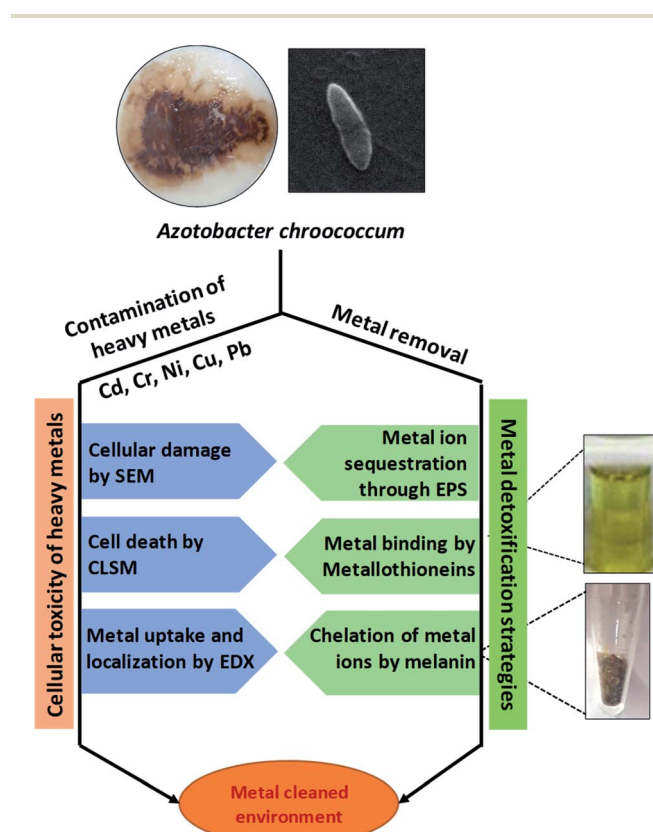 Azotobacter chroococcum
Contamination of
heavy metals
Cd, Cr, Ni, Cu, Pb
Metal removal
Cellular toxicity of heavy metals
Cellular damage
by SEM
Cell death by
CLSM
Metal uptake and
localization by EDX
Metal ion
sequestration
through EPS
Metal binding by
Metallothioneins
Chelation of metal
ions by melanin
Metal detoxification strategies
Metal cleaned
environment